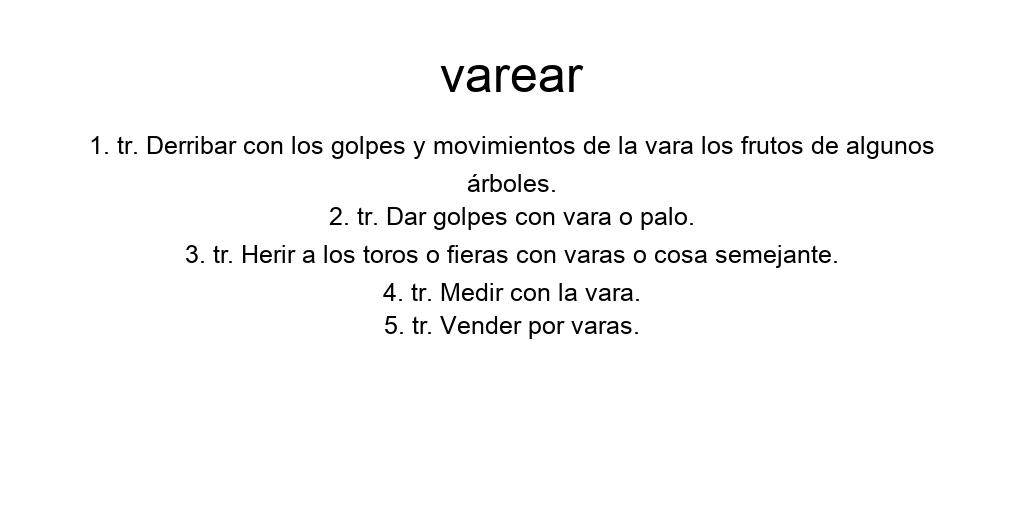 varear
1. tr. Derribar con los golpes y movimientos de la vara los frutos de algunos
árboles.
2. tr. Dar golpes con vara o palo.
3. tr. Herir a los toros o fieras con varas o cosa semejante.
4. tr. Medir con la vara.
5. tr. Vender por varas.